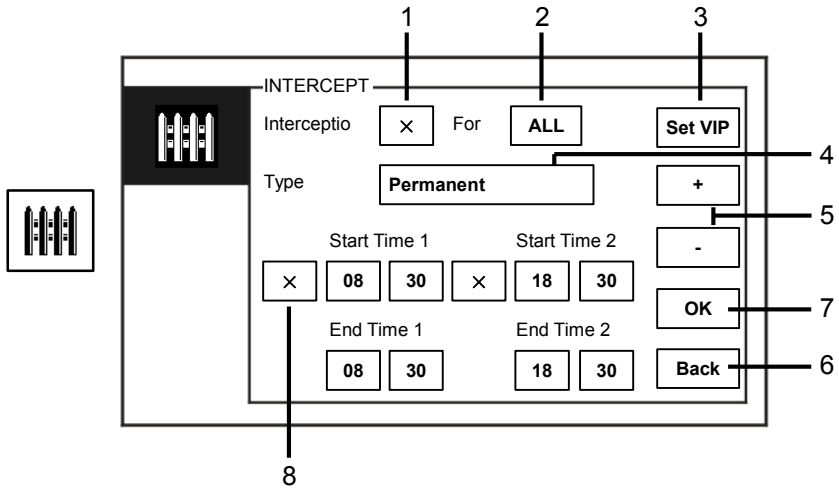 1 2 3
INTERCEPT
Interceptio × For ALL Set VIP
4
Type Permanent +
5
Start Time 1 Start Time 2 -
× 08 30 × 18 30
OK 7
End Time 1 End Time 2
08 30 18 30 Back 6
8